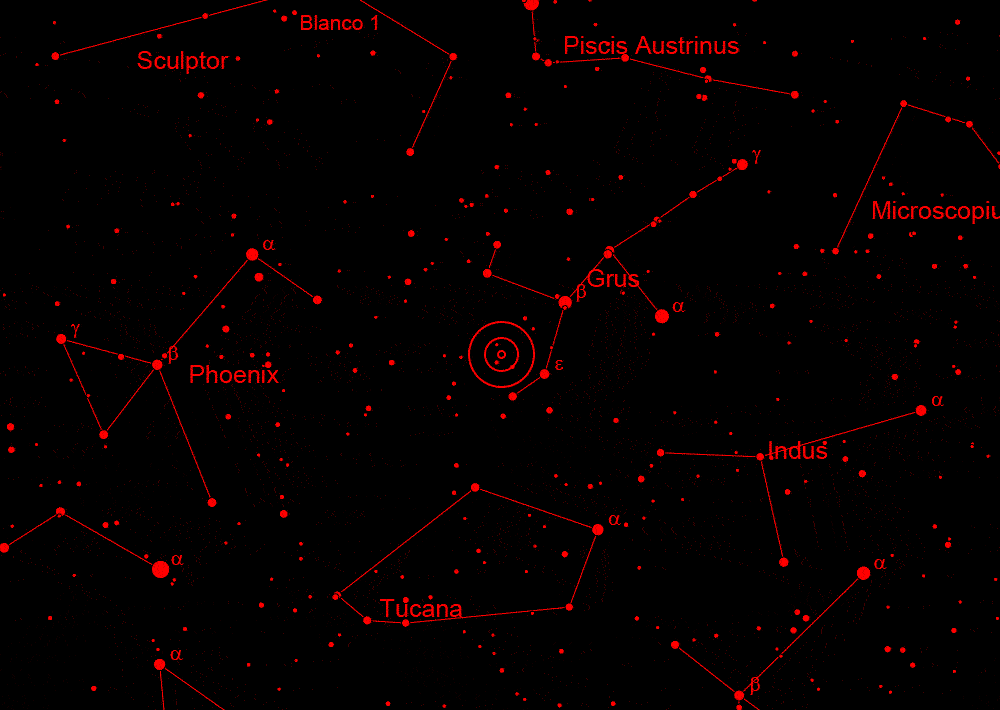 Blanco 1
Sculptor
Piscis Austrinus
γ
Microscopiu
α
Grus
β
α
γ
β
ε
Phoenix
α
Indus
α
α
α
Tucana
α
β